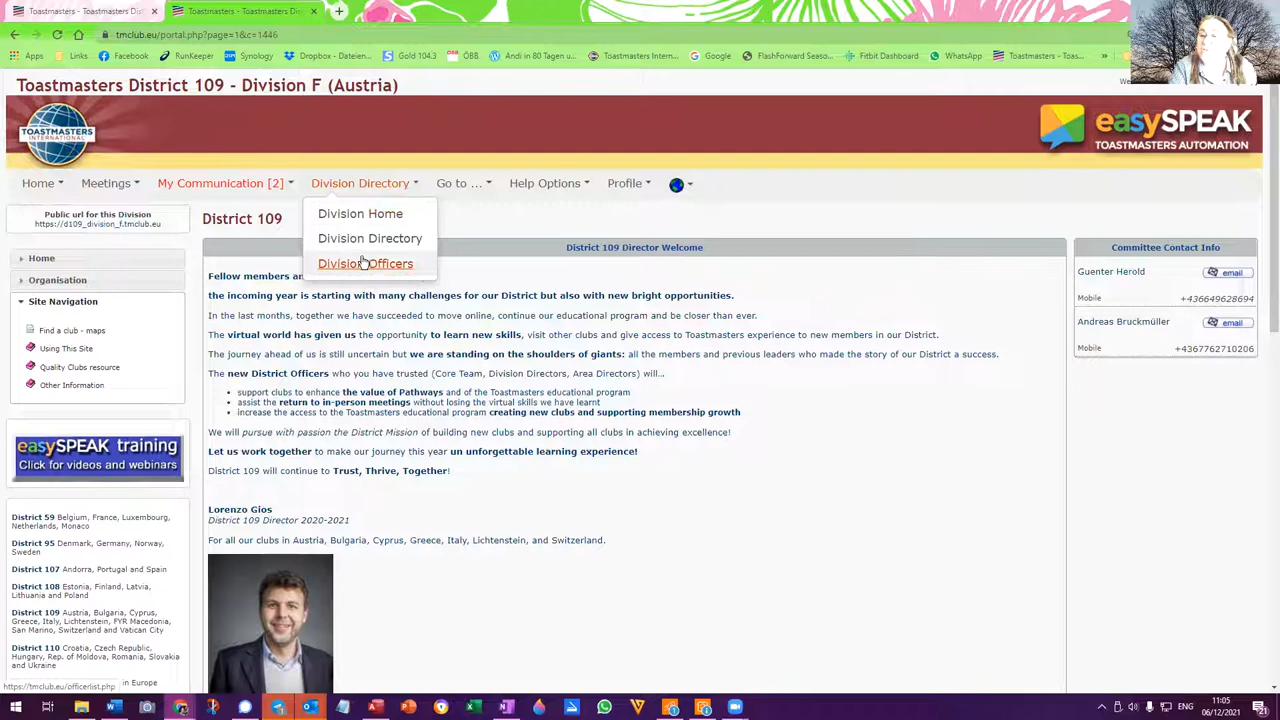 Toastmasters Districts - Dis
Toastmasters Districts - Dis
tmclub.eu/portal.php?page=1&c=1446
Apps
Links
Facebook
RunKeeper
Synology
Dropbox - Dateien...
Gold 104.3
ÖBB
Andi in 80 Tagen u...
Toastmasters Intern...
Google
FlashForward Seaso...
Fitbit Dashboard
WhatsApp
Toastmasters – Toas...
»
Toastmasters District 109 - Division F (Austria)
TOASTMASTERS
INTERNATIONAL
easySPEAK
TOASTMASTERS AUTOMATION
Home
Meetings
My Communication [2]
Division Directory
Go to ...
Help Options
Profile
Division Home
Division Directory
Division Officers
Public url for this Division
https://d109_division_f.tmclub.eu
Home
Organisation
Site Navigation
Find a club - maps
Using This Site
Quality Clubs resource
Other Information
easySPEAK training
Click for videos and webinars
District 59 Belgium, France, Luxembourg,
Netherlands, Monaco
District 95 Denmark, Germany, Norway,
Sweden
District 107 Andorra, Portugal and Spain
District 108 Estonia, Finland, Latvia,
Lithuania and Poland
District 109 Austria, Bulgaria, Cyprus,
Greece, Italy, Lichtenstein, FYR Macedonia,
San Marino, Switzerland and Vatican City
District 110 Croatia, Czech Republic,
Hungary, Rep. of Moldova, Romania, Slovakia
and Ukraine
in Europe
https://tmclub.eu/officerlist.php
District 109
District 109 Director Welcome
Fellow members an
the incoming year is starting with many challenges for our District but also with new bright opportunities.
In the last months, together we have succeeded to move online, continue our educational program and be closer than ever.
The virtual world has given us the opportunity to learn new skills, visit other clubs and give access to Toastmasters experience to new members in our District.
The journey ahead of us is still uncertain but we are standing on the shoulders of giants: all the members and previous leaders who made the story of our District a success.
The new District Officers who you have trusted (Core Team, Division Directors, Area Directors) will...
• support clubs to enhance the value of Pathways and of the Toastmasters educational program
• assist the return to in-person meetings without losing the virtual skills we have learnt
• increase the access to the Toastmasters educational program creating new clubs and supporting membership growth
We will pursue with passion the District Mission of building new clubs and supporting all clubs in achieving excellence!
Let us work together to make our journey this year un unforgettable learning experience!
District 109 will continue to Trust, Thrive, Together!
Lorenzo Gios
District 109 Director 2020-2021
For all our clubs in Austria, Bulgaria, Cyprus, Greece, Italy, Lichtenstein, and Switzerland.
Committee Contact Info
Guenter Herold
email
Mobile
+436649628694
Andreas Bruckmüller
email
Mobile
+4367762710206
ENG
11:05
06/12/2021